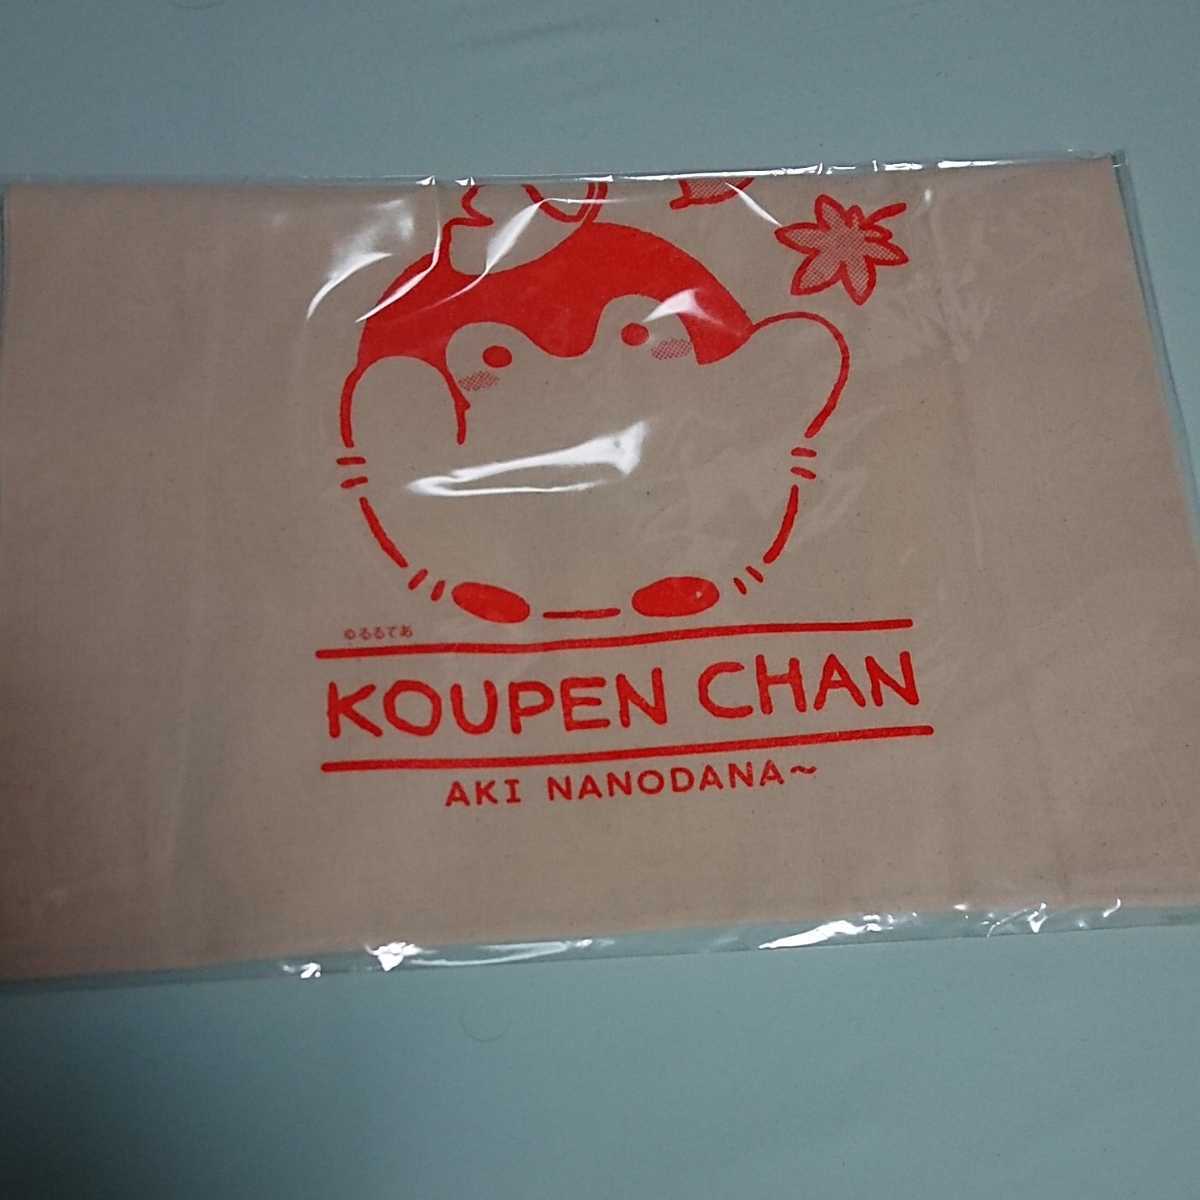 ©るるてあ
KOUPEN CHAN
AKI NANODANA~